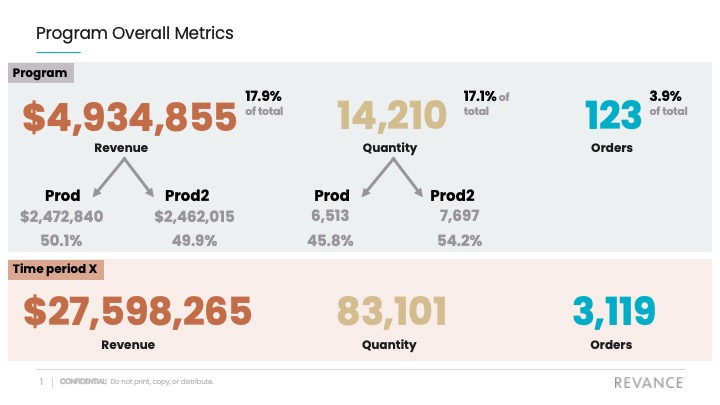 Program Overall Metrics
Program
$4,934,855 17.9% of total
Revenue
14,210 17.1% of total
Quantity
123 3.9% of total
Orders
Prod Prod2
$2,472,840 $2,462,015
50.1% 49.9%
Prod Prod2
6,513 7,697
45.8% 54.2%
Time period X
$27,598,265 83,101 3,119
Revenue Quantity Orders
1 CONFIDENTIAL: Do not print, copy, or distribute.
REVANCE